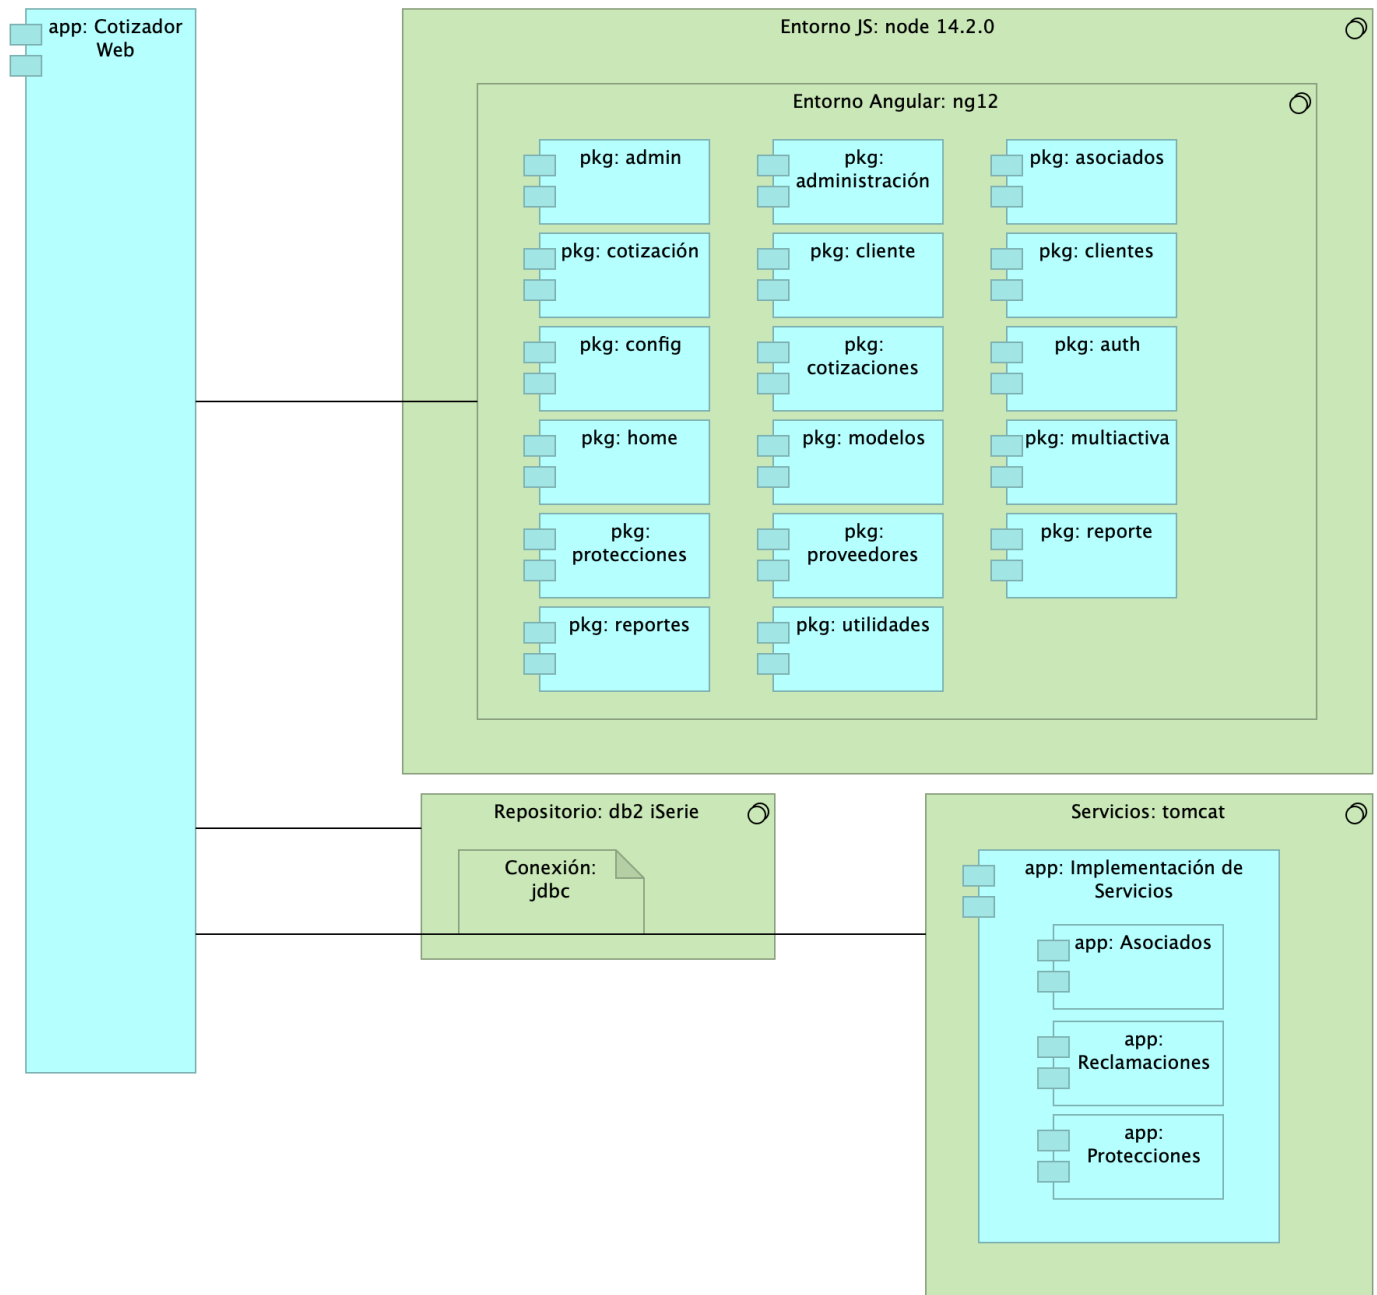 app: Cotizador
Web
Entorno JS: node 14.2.0
Entorno Angular: ng12
pkg: admin
pkg:
administración
pkg: asociados
pkg: cotización
pkg: cliente
pkg: clientes
pkg: config
pkg:
cotizaciones
pkg: auth
pkg: home
pkg: modelos
pkg: multiactiva
pkg:
protecciones
pkg:
proveedores
pkg: reporte
pkg: reportes
pkg: utilidades
Repositorio: db2 iSerie
Conexión:
jdbc
Servicios: tomcat
app: Implementación de
Servicios
app: Asociados
app:
Reclamaciones
app:
Protecciones